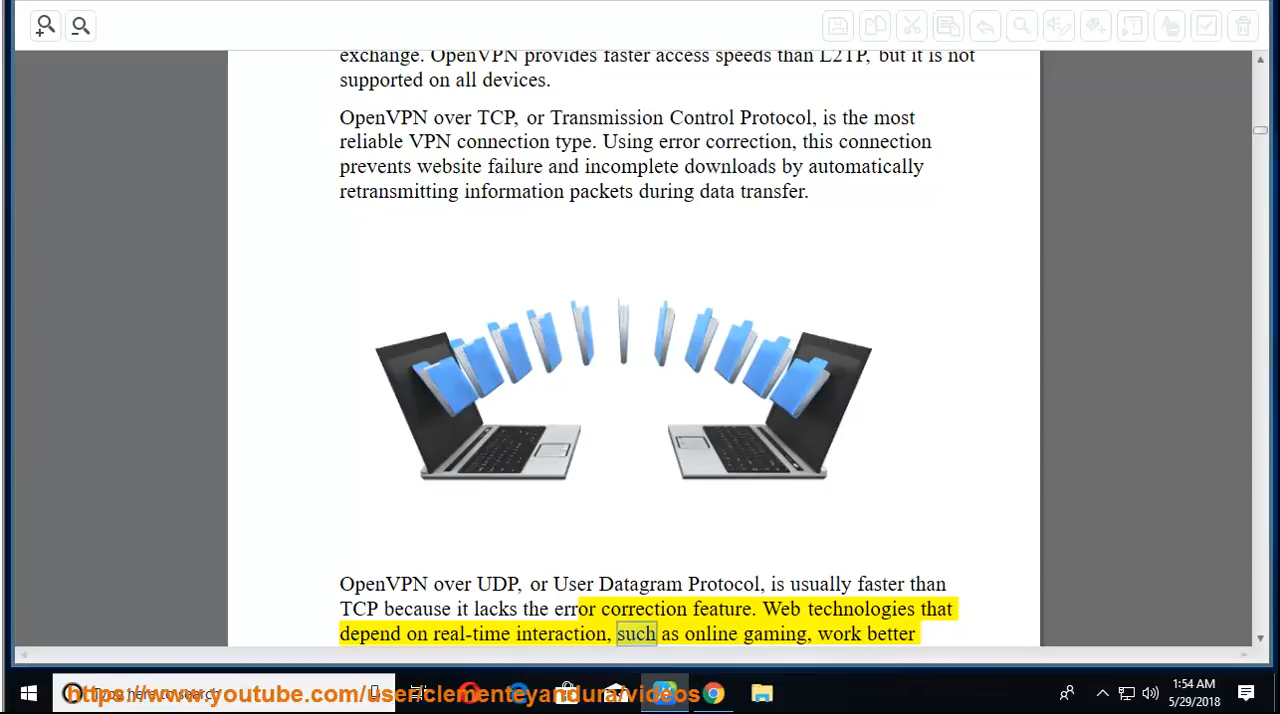 exchange. OpenVPN provides faster access speeds than L2TP, but it is not
supported on all devices.
OpenVPN over TCP, or Transmission Control Protocol, is the most
reliable VPN connection type. Using error correction, this connection
prevents website failure and incomplete downloads by automatically
retransmitting information packets during data transfer.
OpenVPN over UDP, or User Datagram Protocol, is usually faster than
TCP because it lacks the error correction feature. Web technologies that
depend on real-time interaction, such as online gaming, work better
Type here to search
https://www.youtube.com/user/clementeyandura/videos
1:54 AM
5/29/2018